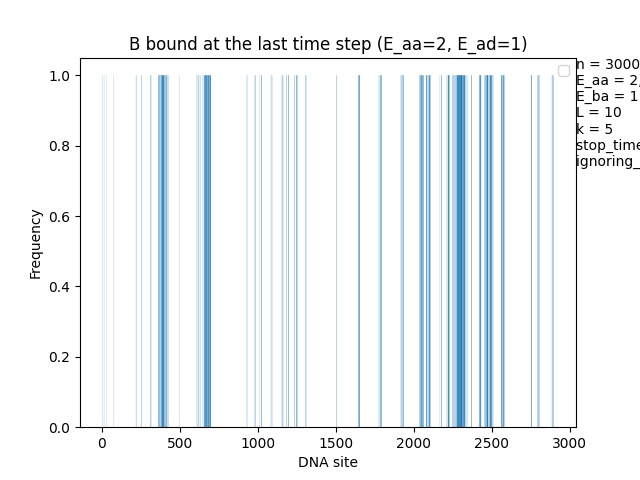 B bound at the last time step (E_aa=2, E_ad=1)
n = 3000
E_aa = 2,
E_ba = 1
L = 10
k = 5
stop_time
ignoring_
1.0
0.8
0.6
0.4
0.2
0.0
Frequency
0 500 1000 1500 2000 2500 3000
DNA site